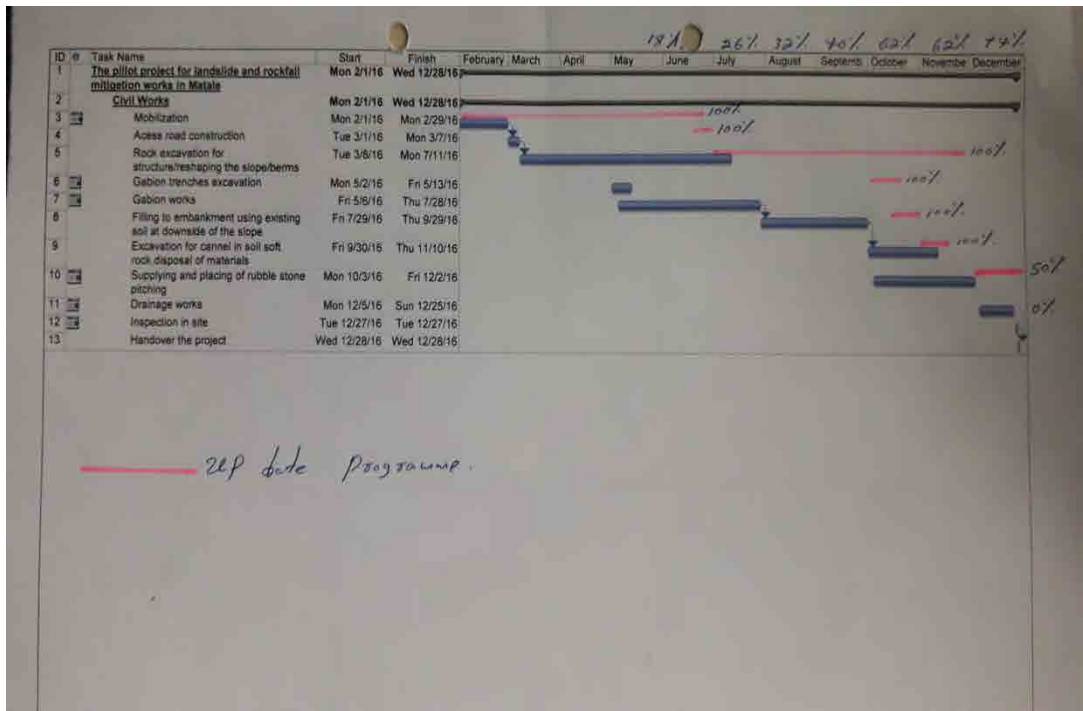 18% 26% 32% 40% 62% 62% 74%
ID Task Name Start Finish February March April May June July August Septemb October Novembe December
1 The pillot project for landslide and rockfall Mon 2/1/16 Wed 12/28/16
mitigetion works in Matale
2 Civil Works Mon 2/1/16 Wed 12/28/16
3 Mobilization Mon 2/1/16 Mon 2/29/16 100%
4 Acess road construction Tue 3/1/16 Mon 3/7/16 100%
5 Rock excavation for Tue 3/8/16 Mon 7/11/16 100%
structure/reshaping the slope/berms
6 Gabion trenches excavation Mon 5/2/16 Fri 5/13/16 100%
7 Gabion works Fri 5/6/16 Thu 7/28/16
8 Filling to embankment using existing Fri 7/29/16 Thu 9/29/16 100%
soil at downside of the slope
9 Excavation for cannel in soil soft Fri 9/30/16 Thu 11/10/16 100%
rock disposal of materials
10 Supplying and placing of rubble stone Mon 10/3/16 Fri 12/2/16 50%
pitching
11 Drainage works Mon 12/5/16 Sun 12/25/16 0%
12 Inspection in site Tue 12/27/16 Tue 12/27/16
13 Handover the project Wed 12/28/16 Wed 12/28/16
up date programme.